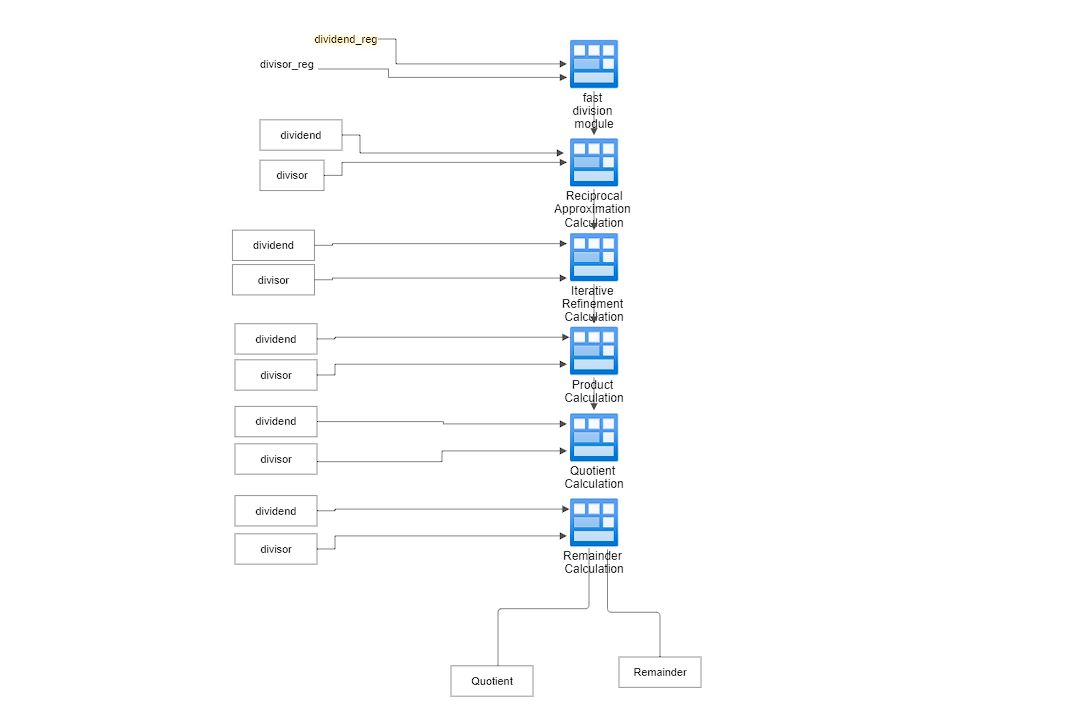 dividend_reg
divisor_reg
fast
division
module
dividend
divisor
Reciprocal
Approximation
Calculation
dividend
divisor
Iterative
Refinement
Calculation
dividend
divisor
Product
Calculation
dividend
divisor
Quotient
Calculation
dividend
divisor
Remainder
Calculation
Quotient
Remainder